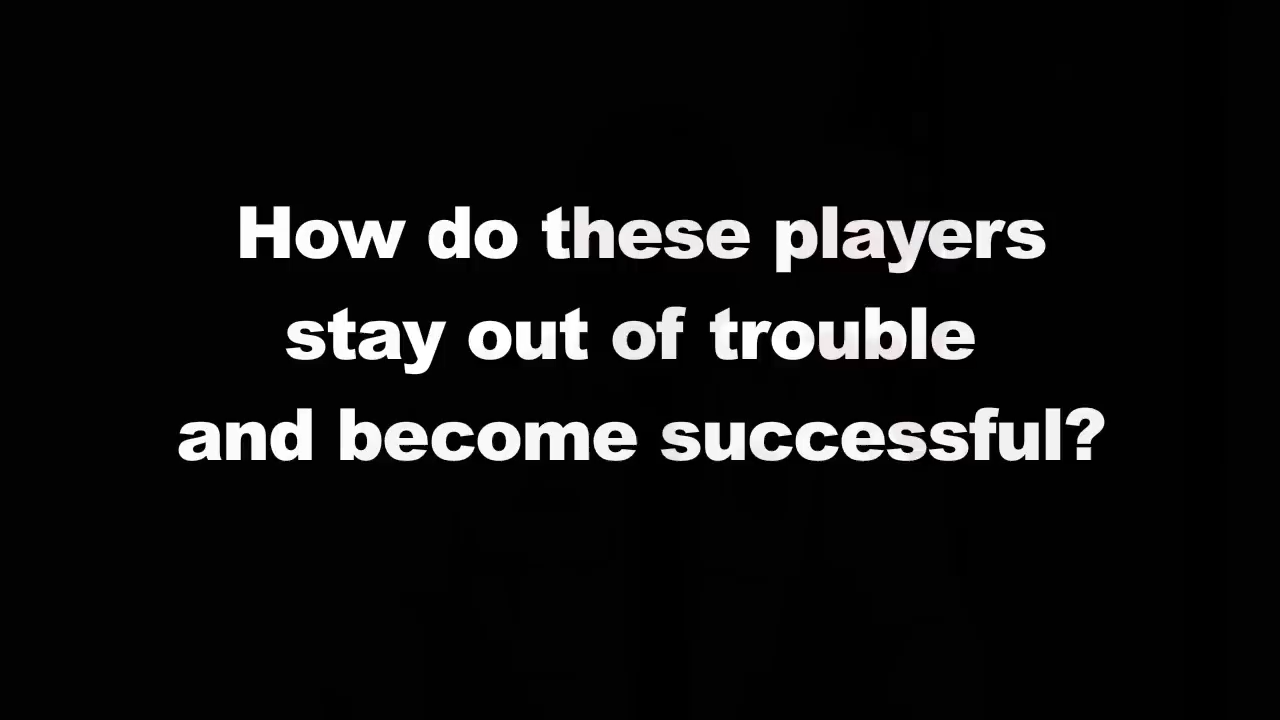 How do these players
stay out of trouble
and become successful?